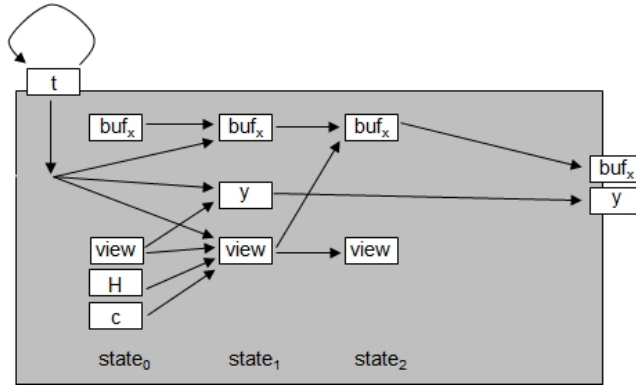 t
bufₓ bufₓ bufₓ
bufₓ
y y
view view view
H
c
state₀ state₁ state₂